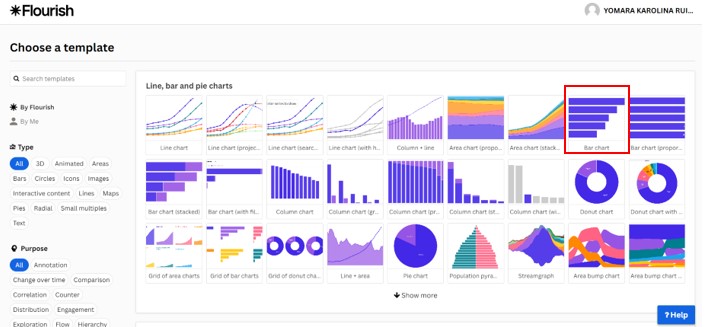 Flourish
YOMARA KAROLINA RUI...
Choose a template
Search templates
By Flourish
By Me
Type
All 3D Animated Areas
Bars Circles Icons Images
Interactive content Lines Maps
Pies Radial Small multiples
Text
Purpose
All Annotation
Change over time Comparison
Correlation Counter
Distribution Engagement
Exploration Flow Hierarchy
Line, bar and pie charts
Line chart Line chart (projec... Line chart (searc... Line chart (with h... Column + line Area chart (propo... Area chart (stack... Bar chart Bar chart (propor...
Bar chart (stacked) Bar chart (with fil... Column chart Column chart (gr... Column chart (pr... Column chart (st... Column chart (wi... Donut chart Donut chart with ...
Grid of area charts Grid of bar charts Grid of donut cha... Line + area Pie chart Population pyra... Streamgraph Area bump chart Area bump chart
Show more
? Help